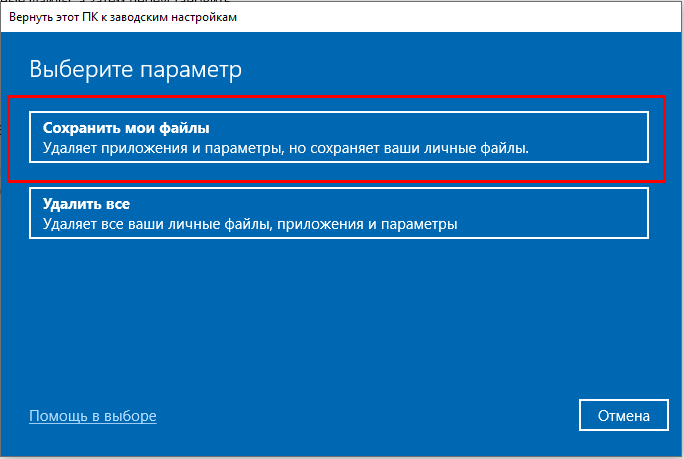 Вернуть этот ПК к заводским настройкам
Выберите параметр
Сохранить мои файлы
Удаляет приложения и параметры, но сохраняет ваши личные файлы.
Удалить все
Удаляет все ваши личные файлы, приложения и параметры
Помощь в выборе
Отмена